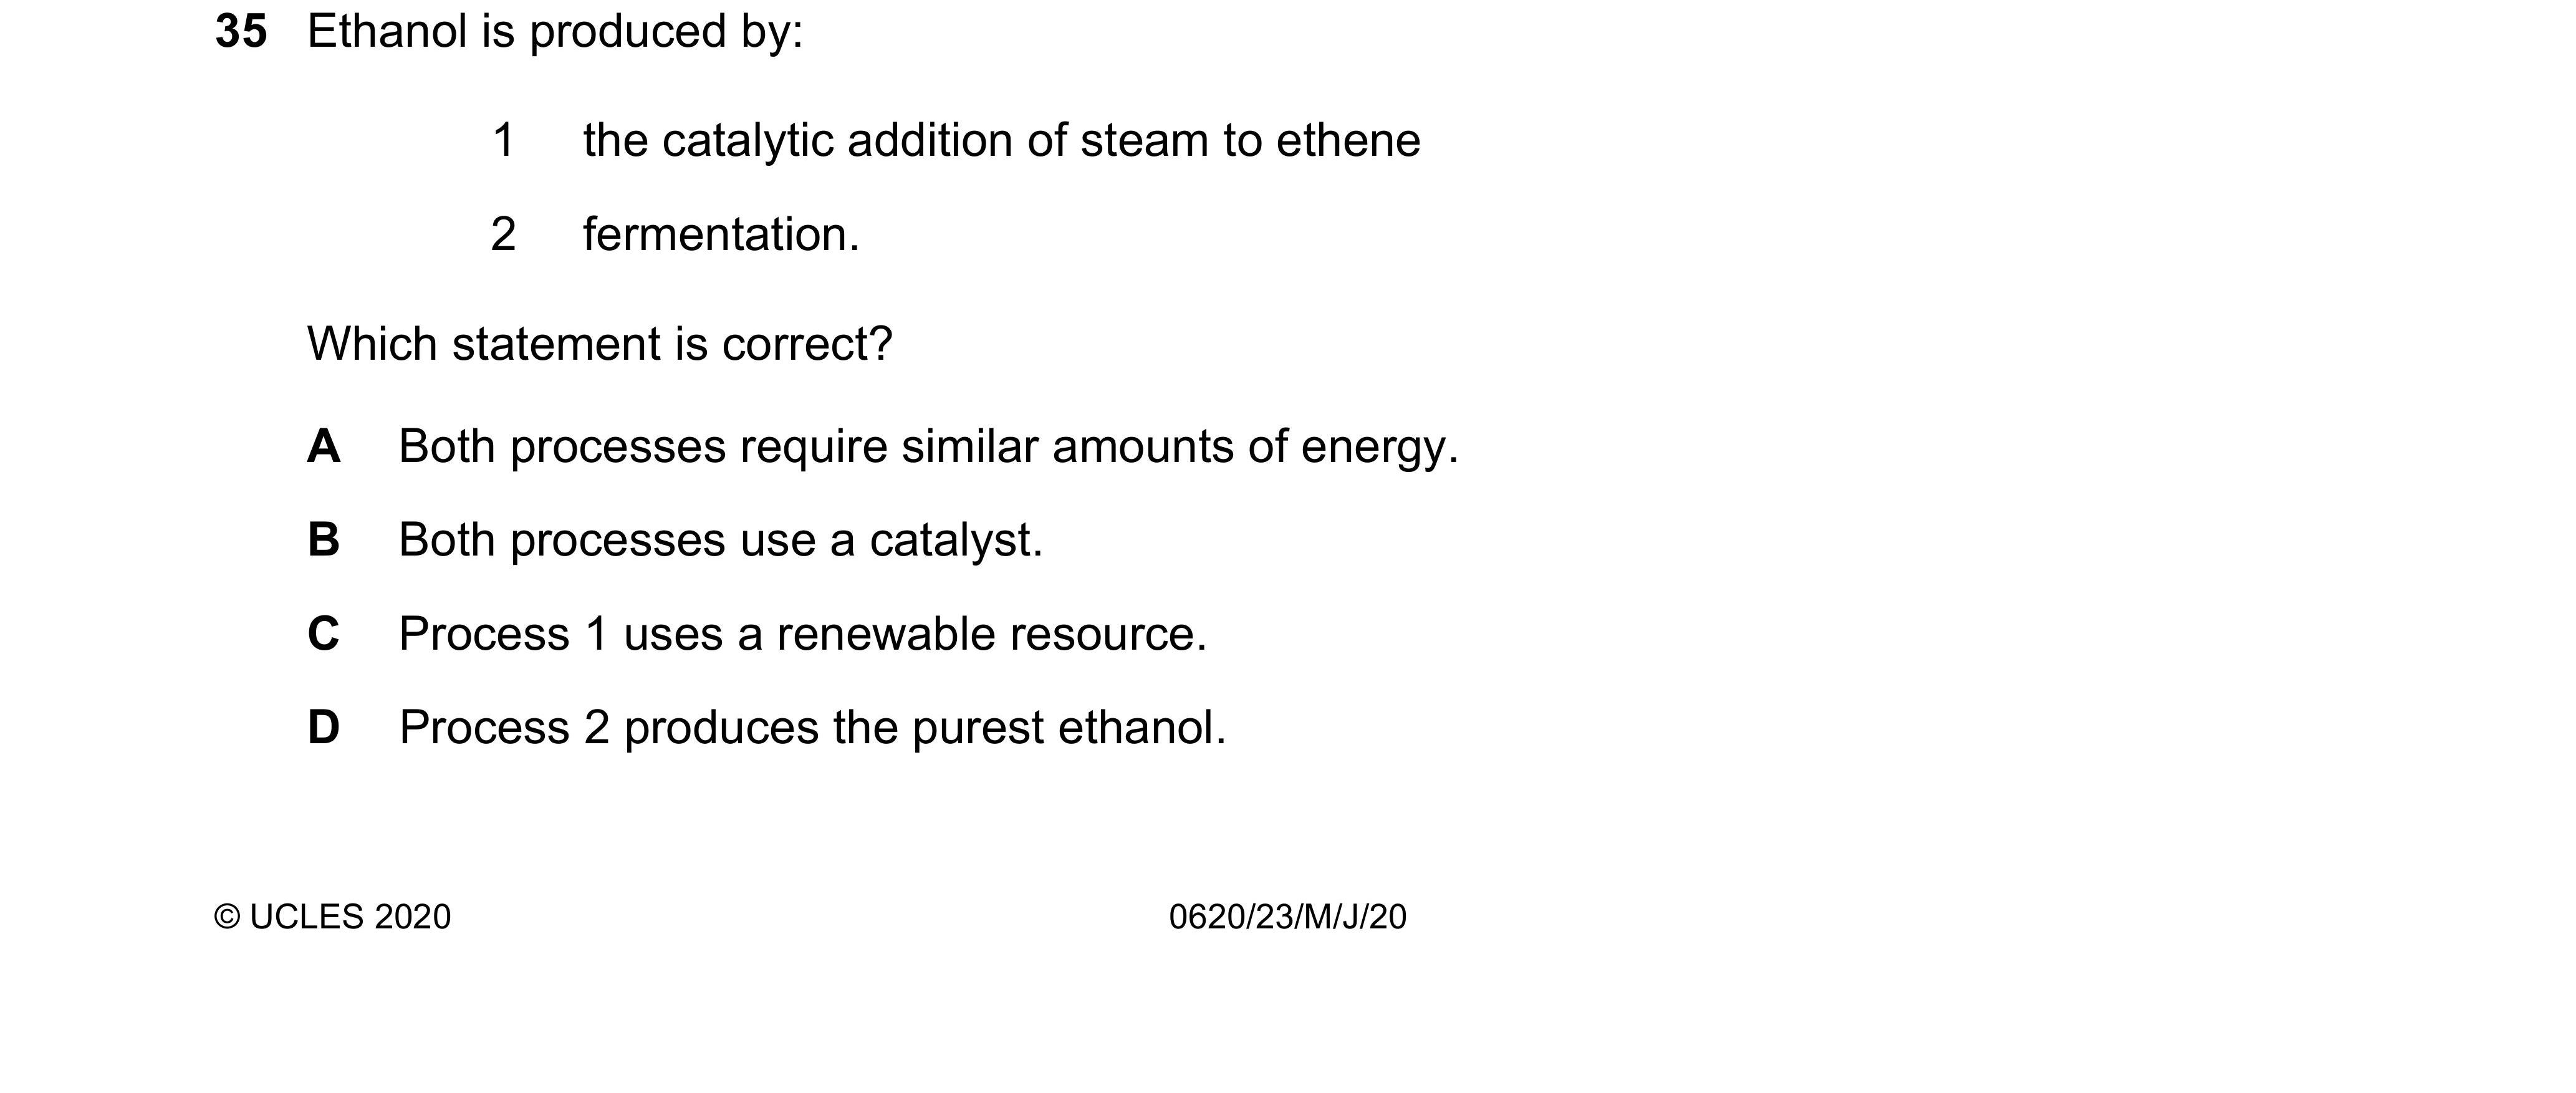 35 Ethanol is produced by:
1 the catalytic addition of steam to ethene
2 fermentation.
Which statement is correct?
A Both processes require similar amounts of energy.
B Both processes use a catalyst.
C Process 1 uses a renewable resource.
D Process 2 produces the purest ethanol.
© UCLES 2020 0620/23/M/J/20